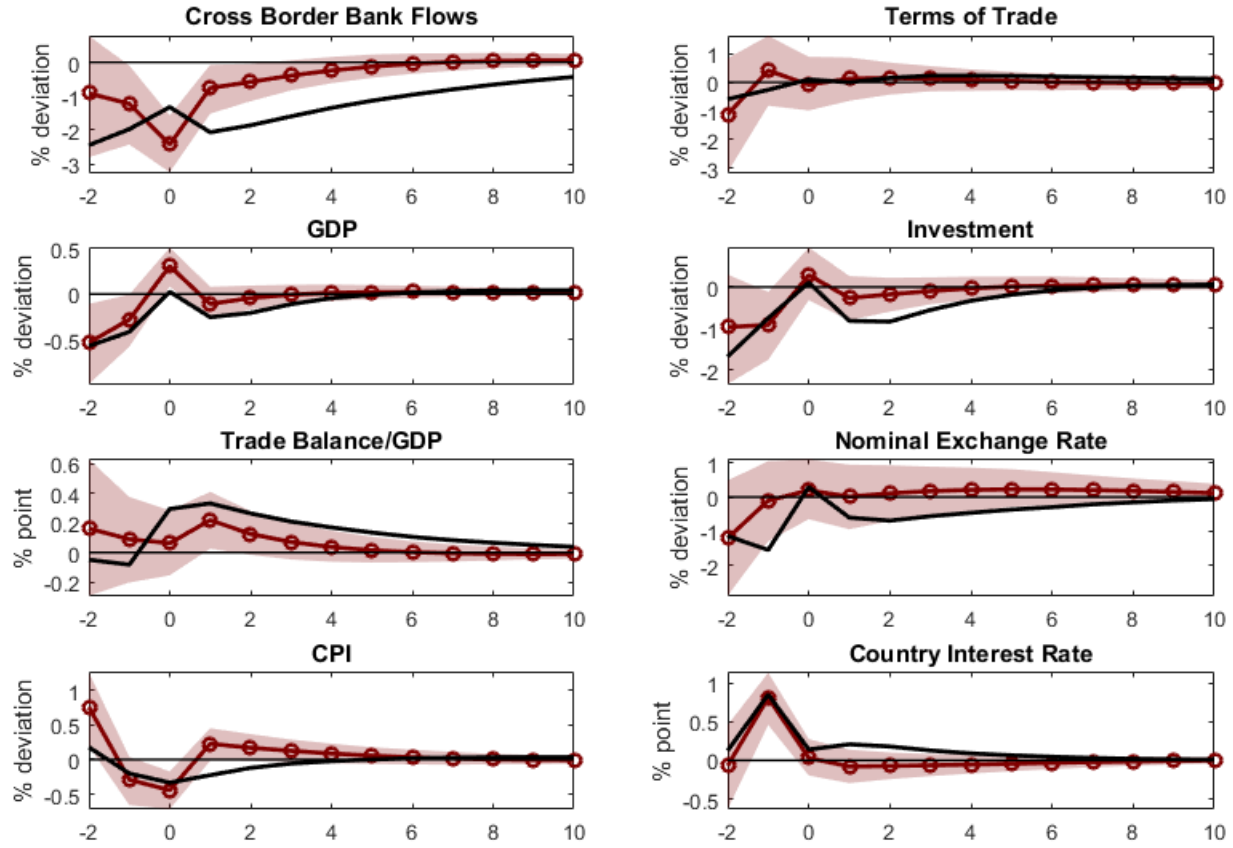 Cross Border Bank Flows
% deviation
0
-1
-2
-3
-2 0 2 4 6 8 10
Terms of Trade
% deviation
1
0
-1
-2
-3
-2 0 2 4 6 8 10
GDP
% deviation
0.5
0
-0.5
-2 0 2 4 6 8 10
Investment
% deviation
0
-1
-2
-2 0 2 4 6 8 10
Trade Balance/GDP
% point
0.6
0.4
0.2
0
-0.2
-2 0 2 4 6 8 10
Nominal Exchange Rate
% deviation
1
0
-1
-2
-2 0 2 4 6 8 10
CPI
% deviation
1
0.5
0
-0.5
-2 0 2 4 6 8 10
Country Interest Rate
% point
1
0.5
0
-0.5
-2 0 2 4 6 8 10